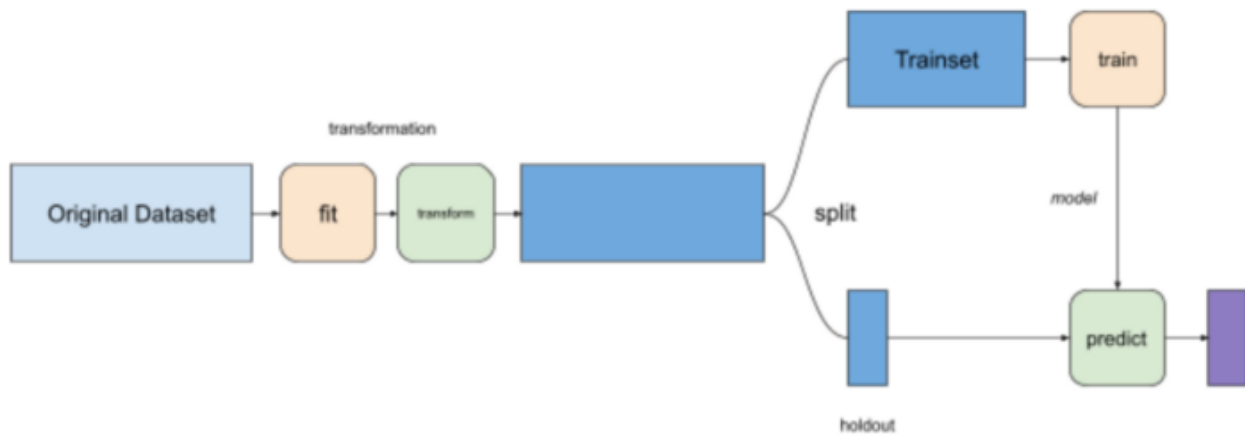 Trainset
train
transformation
Original Dataset
fit
transform
split
model
predict
holdout